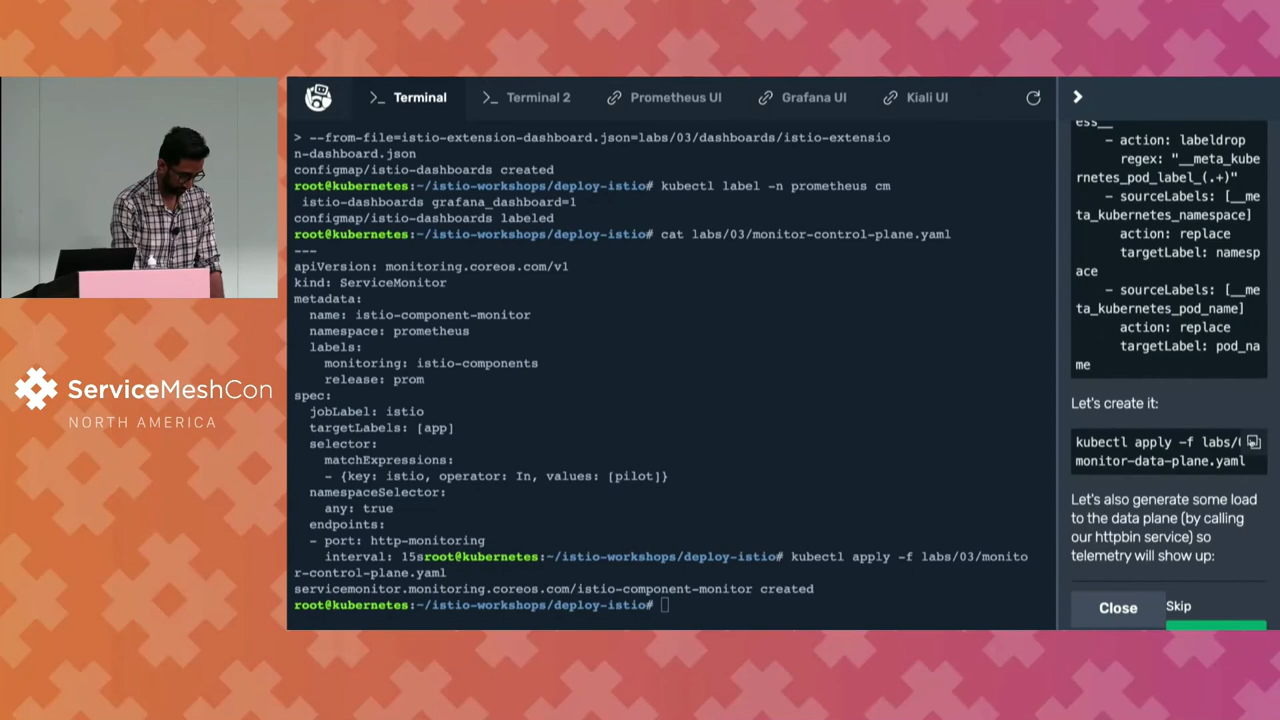 Terminal
Terminal 2
Prometheus UI
Grafana UI
Kiali UI
> --from-file=istio-extension-dashboard.json=labs/03/dashboards/istio-extensio
n-dashboard.json
configmap/istio-dashboards created
root@kubernetes:~/istio-workshops/deploy-istio# kubectl label -n prometheus cm
istio-dashboards grafana_dashboard=1
configmap/istio-dashboards labeled
root@kubernetes:~/istio-workshops/deploy-istio# cat labs/03/monitor-control-plane.yaml
---
apiVersion: monitoring.coreos.com/v1
kind: ServiceMonitor
metadata:
  name: istio-component-monitor
  namespace: prometheus
  labels:
    monitoring: istio-components
    release: prom
spec:
  jobLabel: istio
  targetLabels: [app]
  selector:
    matchExpressions:
    - {key: istio, operator: In, values: [pilot]}
  namespaceSelector:
    any: true
  endpoints:
  - port: http-monitoring
    interval: 15sroot@kubernetes:~/istio-workshops/deploy-istio# kubectl apply -f labs/03/monito
r-control-plane.yaml
servicemonitor.monitoring.coreos.com/istio-component-monitor created
root@kubernetes:~/istio-workshops/deploy-istio#
ess__
- action: labeldrop
regex: "__meta_kube
rnetes_pod_label_(.+)"
- sourceLabels: [__me
ta_kubernetes_namespace]
action: replace
targetLabel: namesp
ace
- sourceLabels: [__me
ta_kubernetes_pod_name]
action: replace
targetLabel: pod_na
me
Let's create it:
kubectl apply -f labs/
monitor-data-plane.yaml
Let's also generate some load
to the data plane (by calling
our httpbin service) so
telemetry will show up:
Close
Skip
ServiceMeshCon
NORTH AMERICA